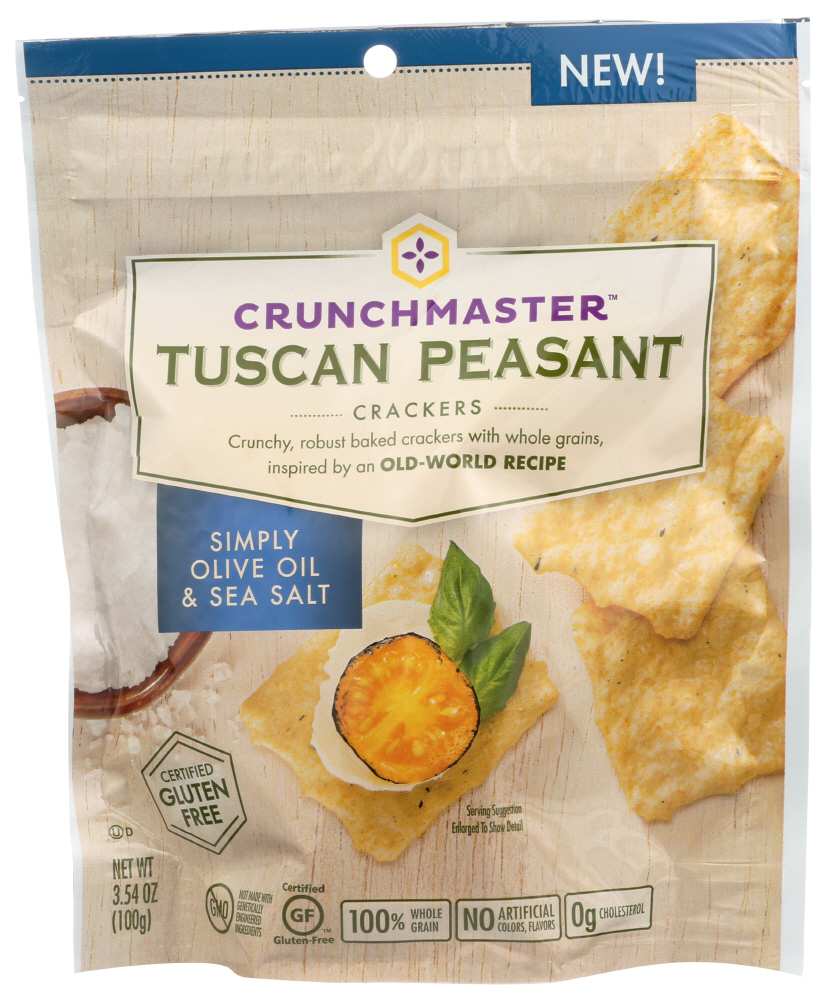 NEW!
CRUNCHMASTER™
TUSCAN PEASANT
CRACKERS
Crunchy, robust baked crackers with whole grains,
inspired by an OLD-WORLD RECIPE
SIMPLY
OLIVE OIL
& SEA SALT
CERTIFIED
GLUTEN
FREE
Serving Suggestion
Enlarged To Show Detail
U D
NET WT
3.54 OZ
(100g)
GMO
NOT MADE WITH
GENETICALLY
ENGINEERED
INGREDIENTS
Certified
GF
™
Gluten-Free
100% WHOLE
GRAIN
NO ARTIFICIAL
COLORS, FLAVORS
0g CHOLESTEROL